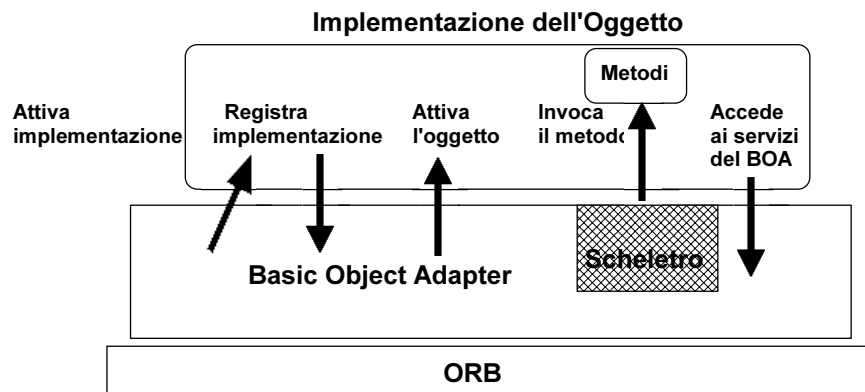 Implementazione dell'Oggetto
Metodi
Attiva
implementazione
Registra
implementazione
Attiva
l'oggetto
Invoca
il metodo
Accede
ai servizi
del BOA
Basic Object Adapter
Scheletro
ORB